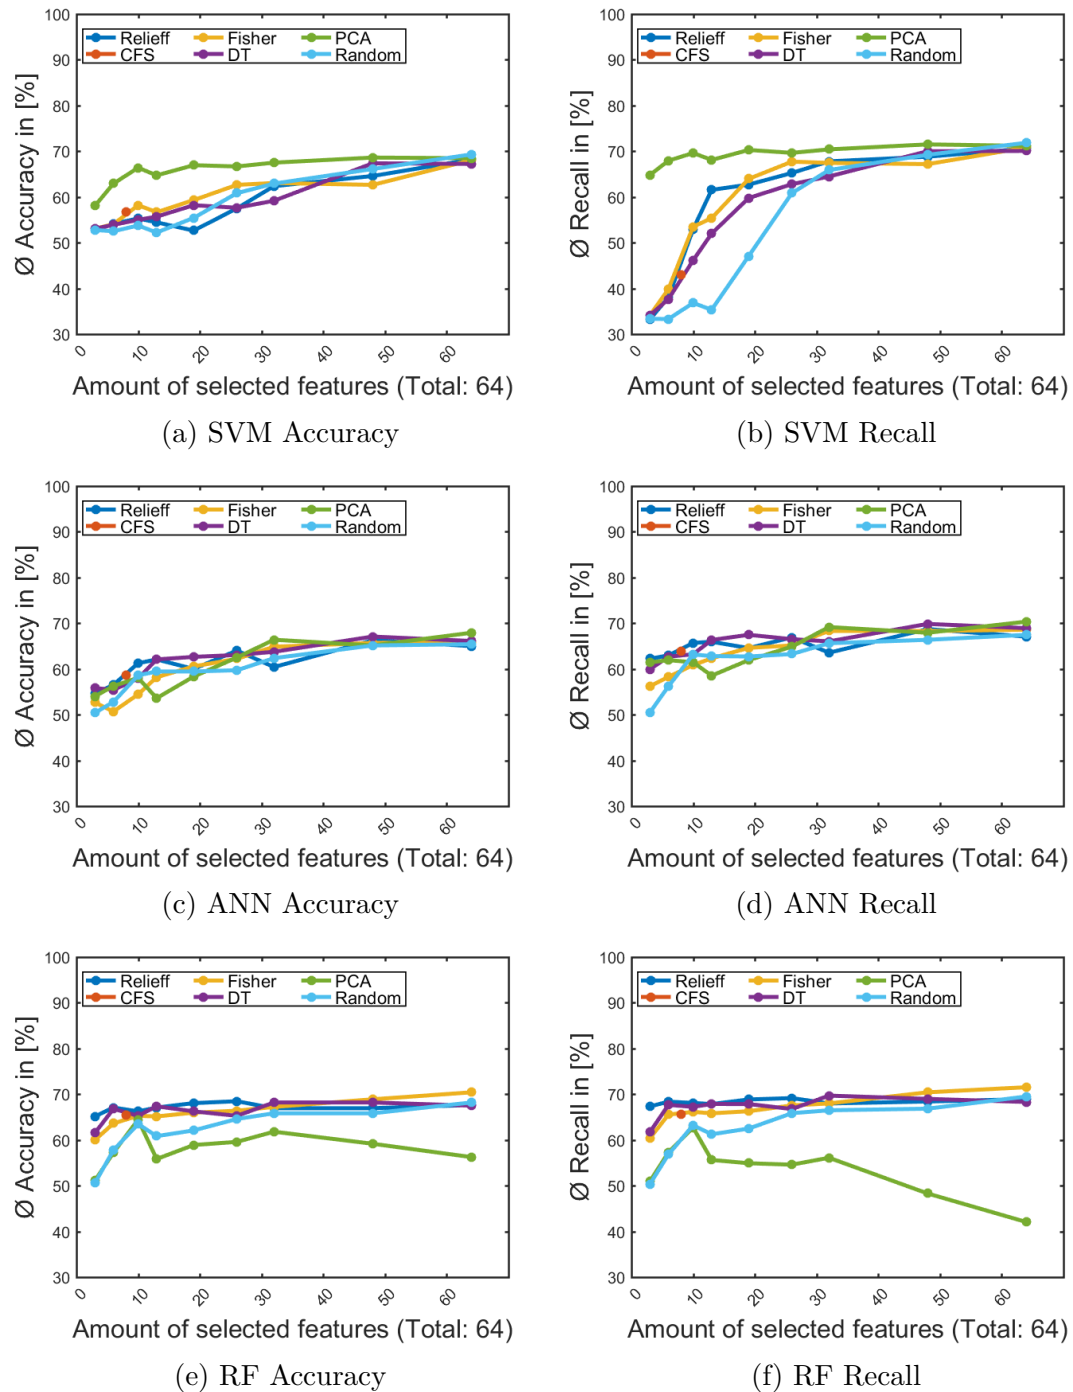 100
90
80
70
60
50
40
30
Ø Accuracy in [%]
Relieff Fisher PCA
CFS DT Random
0 10 20 30 40 50 60
Amount of selected features (Total: 64)
(a) SVM Accuracy
100
90
80
70
60
50
40
30
Ø Recall in [%]
Relieff Fisher PCA
CFS DT Random
0 10 20 30 40 50 60
Amount of selected features (Total: 64)
(b) SVM Recall
100
90
80
70
60
50
40
30
Ø Accuracy in [%]
Relieff Fisher PCA
CFS DT Random
0 10 20 30 40 50 60
Amount of selected features (Total: 64)
(c) ANN Accuracy
100
90
80
70
60
50
40
30
Ø Recall in [%]
Relieff Fisher PCA
CFS DT Random
0 10 20 30 40 50 60
Amount of selected features (Total: 64)
(d) ANN Recall
100
90
80
70
60
50
40
30
Ø Accuracy in [%]
Relieff Fisher PCA
CFS DT Random
0 10 20 30 40 50 60
Amount of selected features (Total: 64)
(e) RF Accuracy
100
90
80
70
60
50
40
30
Ø Recall in [%]
Relieff Fisher PCA
CFS DT Random
0 10 20 30 40 50 60
Amount of selected features (Total: 64)
(f) RF Recall